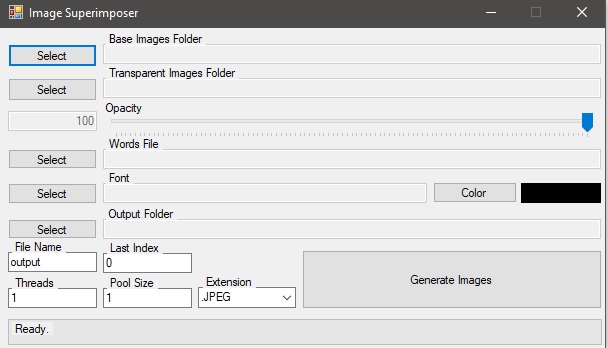 Image Superimposer
Base Images Folder
Select
Transparent Images Folder
Select
Opacity
100
Words File
Select
Font
Select
Color
Output Folder
Select
File Name
output
Last Index
0
Threads
1
Pool Size
1
Extension
.JPEG
Generate Images
Ready.